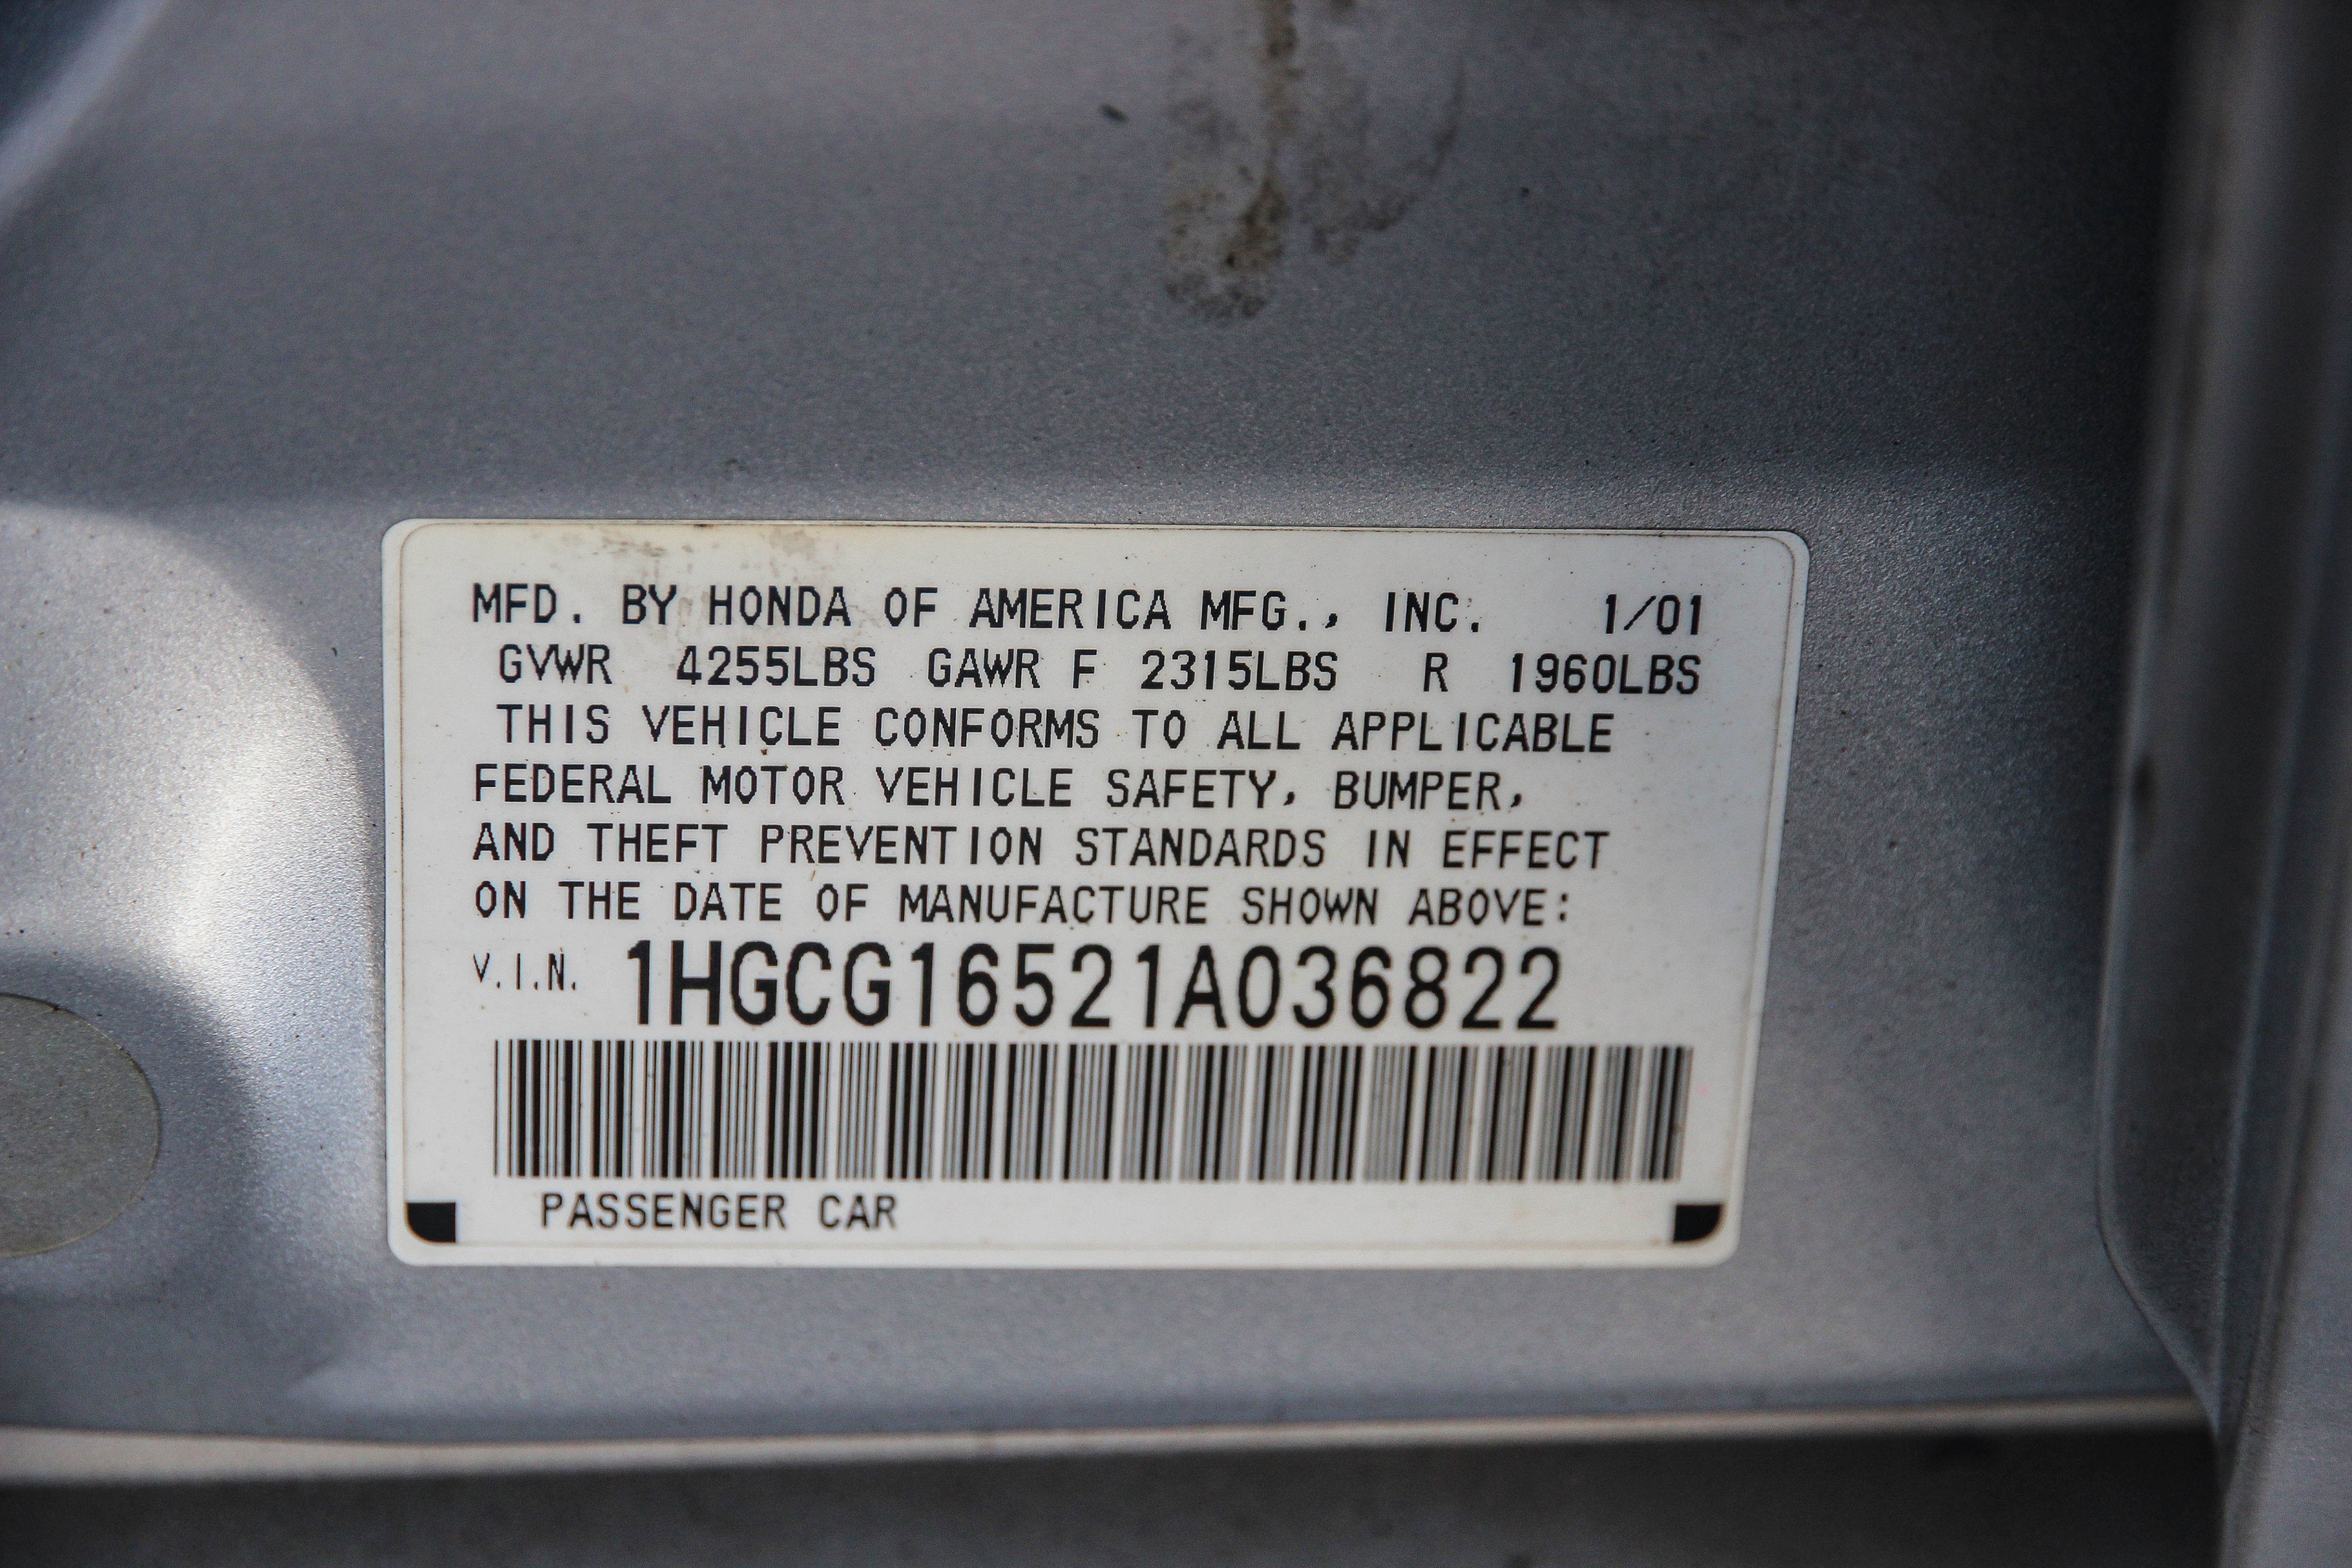 MFD. BY HONDA OF AMERICA MFG., INC. 1/01
GVWR 4255LBS GAWR F 2315LBS R 1960LBS
THIS VEHICLE CONFORMS TO ALL APPLICABLE
FEDERAL MOTOR VEHICLE SAFETY, BUMPER,
AND THEFT PREVENTION STANDARDS IN EFFECT
ON THE DATE OF MANUFACTURE SHOWN ABOVE:
V.I.N. 1HGCG16521A036822
PASSENGER CAR